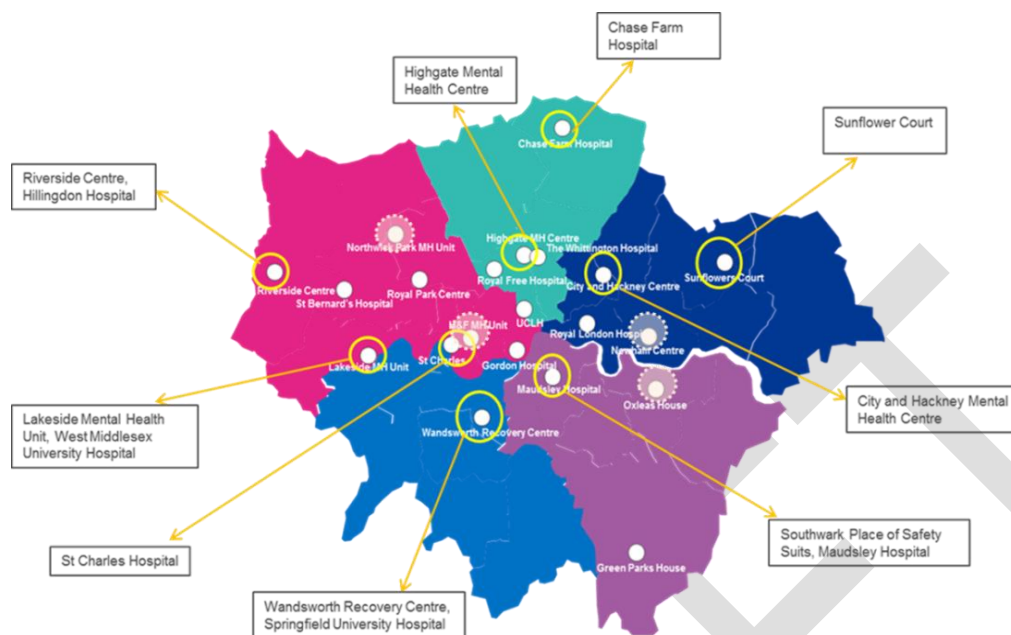 Chase Farm
Hospital
Highgate Mental
Health Centre
Sunflower Court
Riverside Centre,
Hillingdon Hospital
Chase Farm Hospital
Northwick Park MH Unit
Highgate MH Centre
The Whittington Hospital
Riverside Centre
St Bernard's Hospital
Royal Park Centre
Royal Free Hospital
City and Hackney Centre
Sunflowers Court
UCLH
K&F MH Unit
Royal London Hospital
Newham Centre
Lakeside MH Unit
St Charles
Gordon Hospital
Maudsley Hospital
Oxleas House
Lakeside Mental Health
Unit, West Middlesex
University Hospital
Wandsworth Recovery Centre
City and Hackney Mental
Health Centre
St Charles Hospital
Southwark Place of Safety
Suits, Maudsley Hospital
Green Parks House
Wandsworth Recovery Centre,
Springfield University Hospital